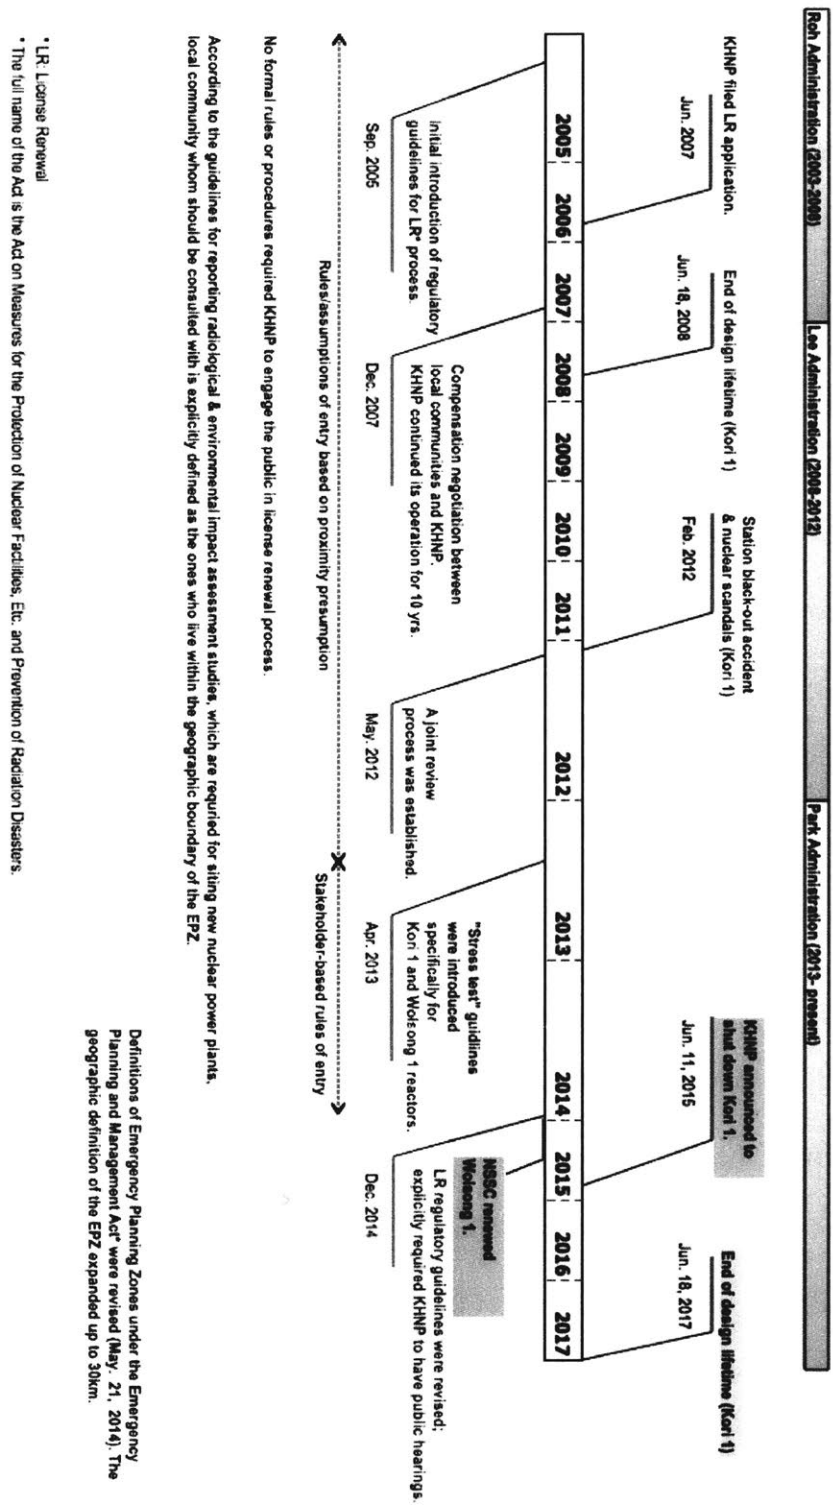 Roh Administration (2003-2008)
Lee Administration (2008-2012)
Park Administration (2013- present)
KHNP filed LR application.
Jun. 2007
End of design lifetime (Kori 1)
Jun. 18, 2008
Station black-out accident
& nuclear scandals (Kori 1)
Feb. 2012
KHNP announced to
shut down Kori 1.
Jun. 11, 2015
End of design lifetime (Kori 1)
Jun. 18, 2017
2005 2006 2007 2008 2009 2010 2011 2012 2013 2014 2015 2016 2017
Initial introduction of regulatory
guidelines for LR* process.
Sep. 2005
Compensation negotiation between
local communities and KHNP.
KHNP continued its operation for 10 yrs.
Dec. 2007
A joint review
process was established.
May. 2012
"Stress test" guidlines
were introduced
specifically for
Kori 1 and Wolsong 1 reactors.
Apr. 2013
NSSC renewed
Wolsong 1.
LR regulatory guidelines were revised;
explicitly required KHNP to have public hearings.
Dec. 2014
Rules/assumptions of entry based on proximity presumption
Stakeholder-based rules of entry
No formal rules or procedures required KHNP to engage the public in license renewal process.
According to the guidelines for reporting radiological & environmental impact assessment studies, which are requried for siting new nuclear power plants,
local community whom should be consulted with is explicitly defined as the ones who live within the geographic boundary of the EPZ.
Definitions of Emergency Planning Zones under the Emergency
Planning and Management Act* were revised (May. 21, 2014). The
geographic definition of the EPZ expanded up to 30km.
* LR: License Renewal
* The full name of the Act is the Act on Measures for the Protection of Nuclear Facilities, Etc. and Prevention of Radiation Disasters.